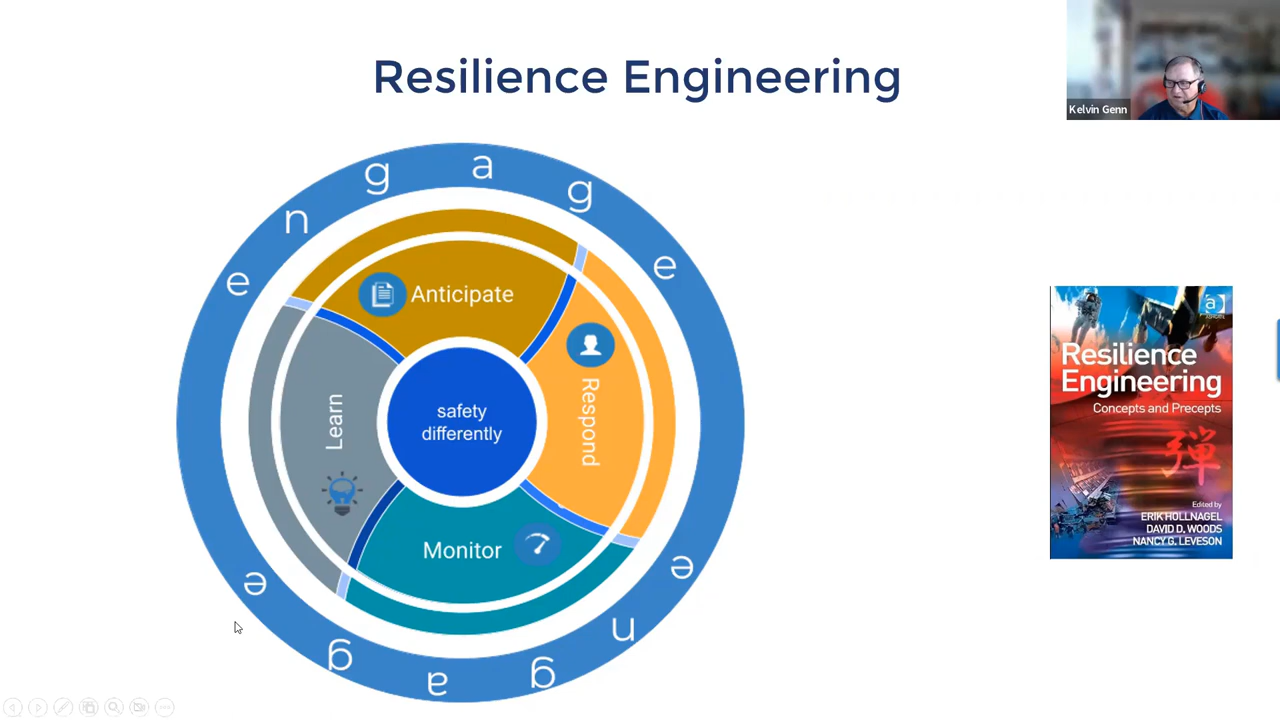 Resilience Engineering
Kelvin Genn
engage
Anticipate
Respond
Learn
safety
differently
Monitor
engage
a
Resilience
Engineering
Concepts and Precepts
弾
Edited by
ERIK HOLLNAGEL
DAVID D. WOODS
NANCY G. LEVESON